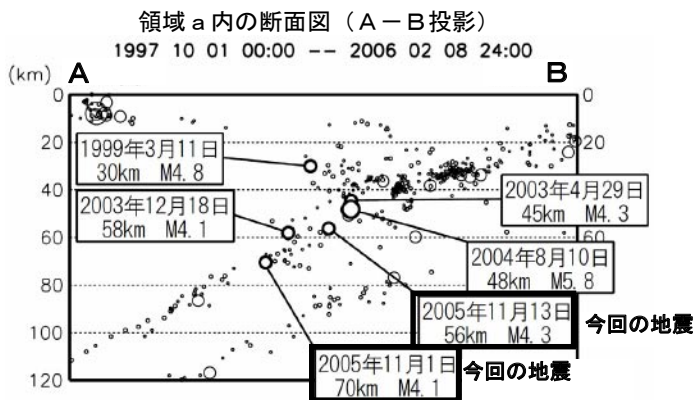 領域a内の断面図(A-B投影)
1997 10 01 00:00 -- 2006 02 08 24:00
(km)
A
B
0
20
40
60
80
100
120
0
20
40
60
80
100
120
1999年3月11日
30km M4.8
2003年12月18日
58km M4.1
2003年4月29日
45km M4.3
2004年8月10日
48km M5.8
2005年11月13日
56km M4.3
今回の地震
2005年11月1日
70km M4.1
今回の地震